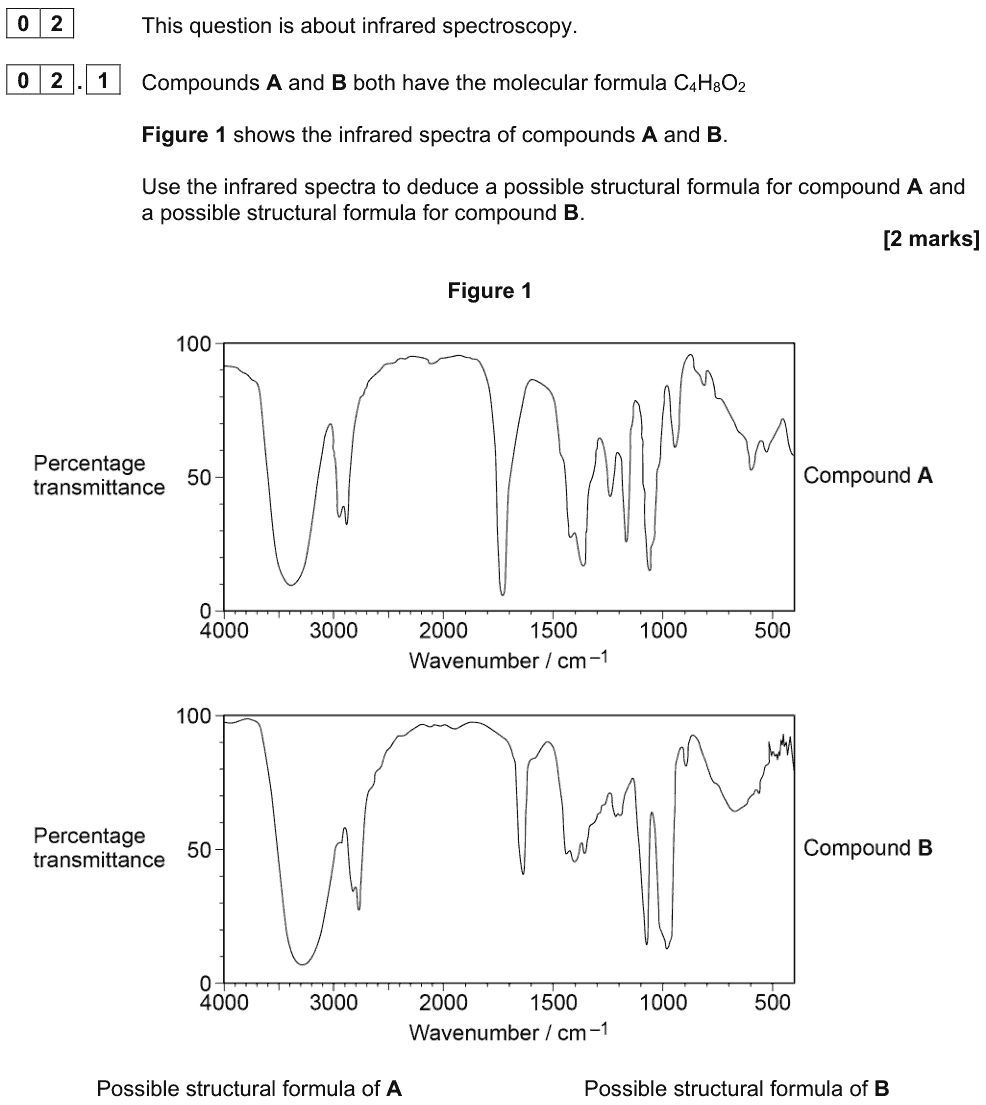 0 2 This question is about infrared spectroscopy.
0 2 . 1 Compounds A and B both have the molecular formula C₄H₈O₂
Figure 1 shows the infrared spectra of compounds A and B.
Use the infrared spectra to deduce a possible structural formula for compound A and
a possible structural formula for compound B.
[2 marks]
Figure 1
100
Percentage
transmittance
50
Compound A
0
4000 3000 2000 1500 1000 500
Wavenumber / cm⁻¹
100
Percentage
transmittance
50
Compound B
0
4000 3000 2000 1500 1000 500
Wavenumber / cm⁻¹
Possible structural formula of A Possible structural formula of B